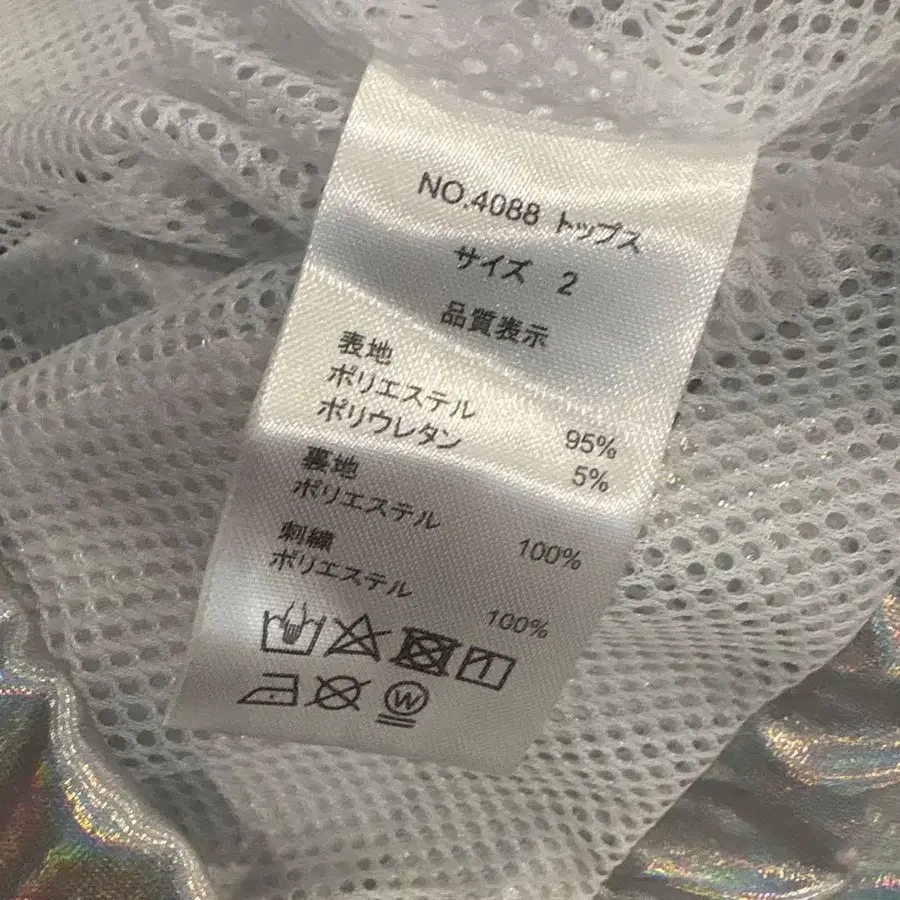 NO.4088 トップス
サイズ 2
品質表示
表地
ポリエステル 95%
ポリウレタン 5%
裏地
ポリエステル 100%
刺繍
ポリエステル 100%
W